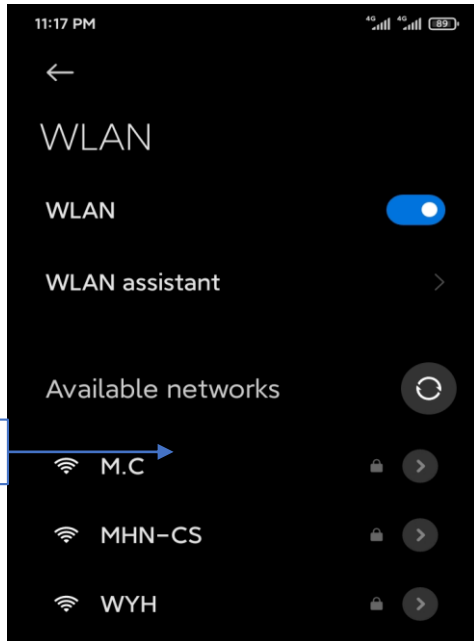 11:17 PM 4G 4G 89
WLAN
WLAN
WLAN assistant
Available networks
M.C
MHN-CS
WYH